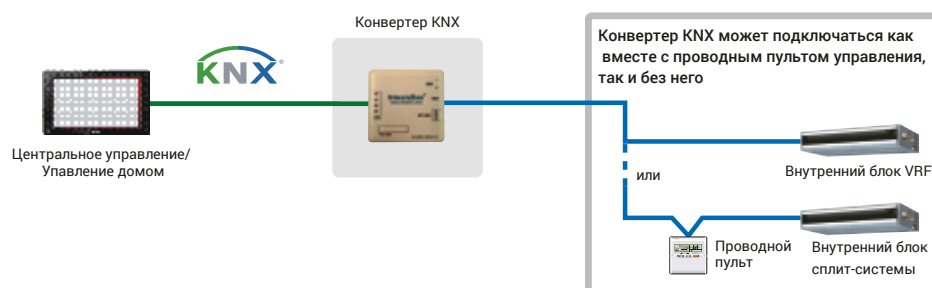 Конвертер KNX
KNX®
Конвертер KNX может подключаться как
вместе с проводным пультом управления,
так и без него
Центральное управление/
Упавление домом
или
Внутренний блок VRF
Проводной
пульт
Внутренний блок
сплит-системы